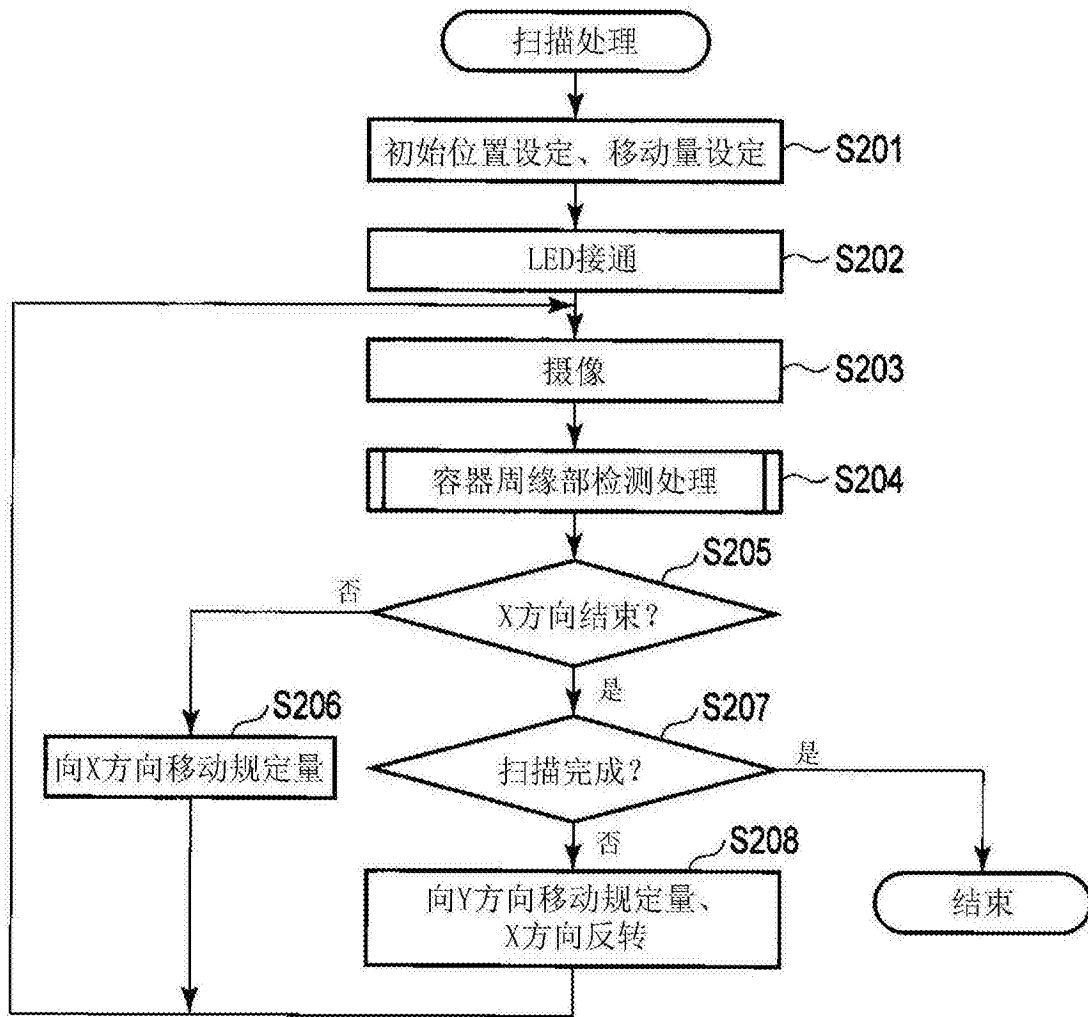 扫描处理
初始位置设定、移动量设定
S201
LED接通
S202
摄像
S203
容器周缘部检测处理
S204
S205
否
X方向结束？
是
S206
向X方向移动规定量
S207
扫描完成？
是
否
S208
向Y方向移动规定量、
X方向反转
结束